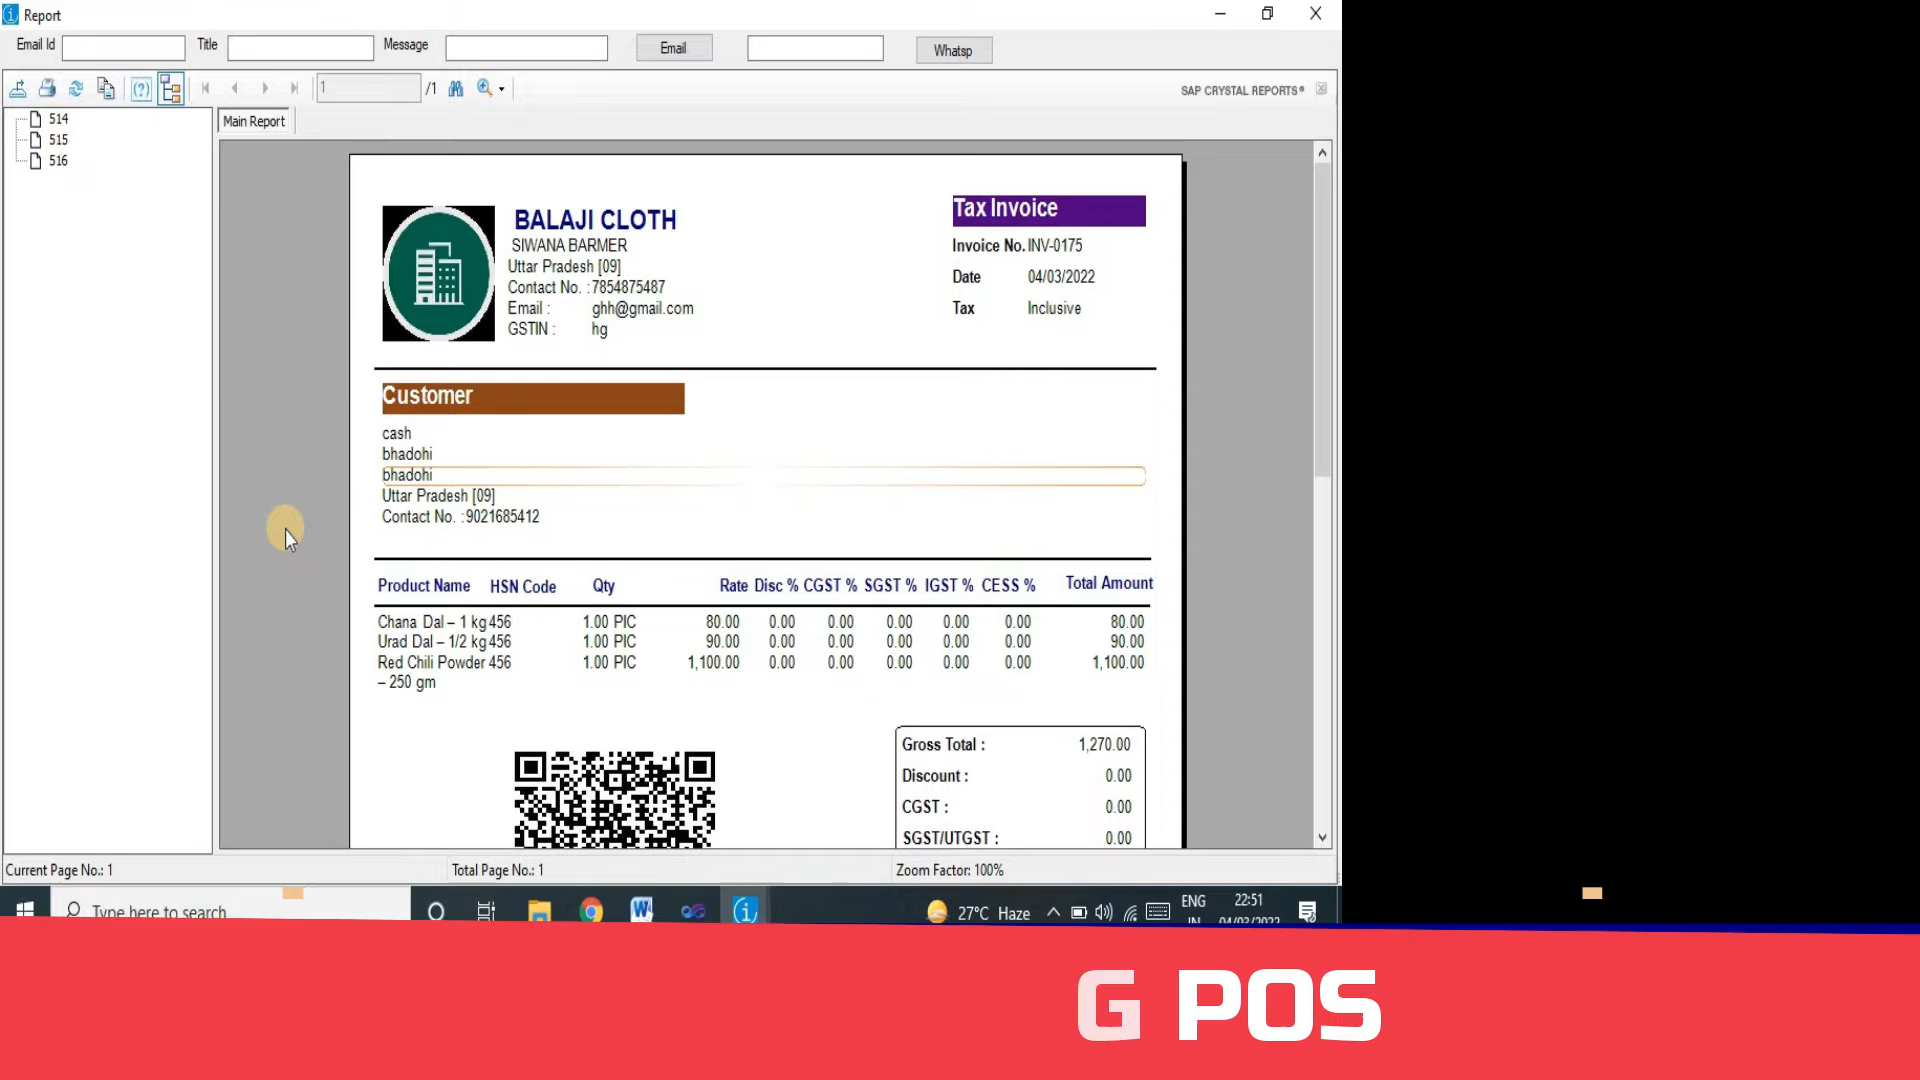 Report
Email Id Title Message Email Whatsp
1 /1 SAP CRYSTAL REPORTS®
514
515
516
Main Report
BALAJI CLOTH
SIWANA BARMER
Uttar Pradesh [09]
Contact No. : 7854875487
Email : ghh@gmail.com
GSTIN : hg
Tax Invoice
Invoice No. INV-0175
Date 04/03/2022
Tax Inclusive
Customer
cash
bhadohi
bhadohi
Uttar Pradesh [09]
Contact No. : 9021685412
Product Name HSN Code Qty Rate Disc % CGST % SGST % IGST % CESS % Total Amount
Chana Dal – 1 kg 456 1.00 PIC 80.00 0.00 0.00 0.00 0.00 0.00 80.00
Urad Dal – 1/2 kg 456 1.00 PIC 90.00 0.00 0.00 0.00 0.00 0.00 90.00
Red Chili Powder 456 1.00 PIC 1,100.00 0.00 0.00 0.00 0.00 0.00 1,100.00
– 250 gm
Gross Total : 1,270.00
Discount : 0.00
CGST : 0.00
SGST/UTGST : 0.00
Current Page No.: 1 Total Page No.: 1 Zoom Factor: 100%
Type here to search
27°C Haze
ENG
IN
22:51
04/03/2022
G POS